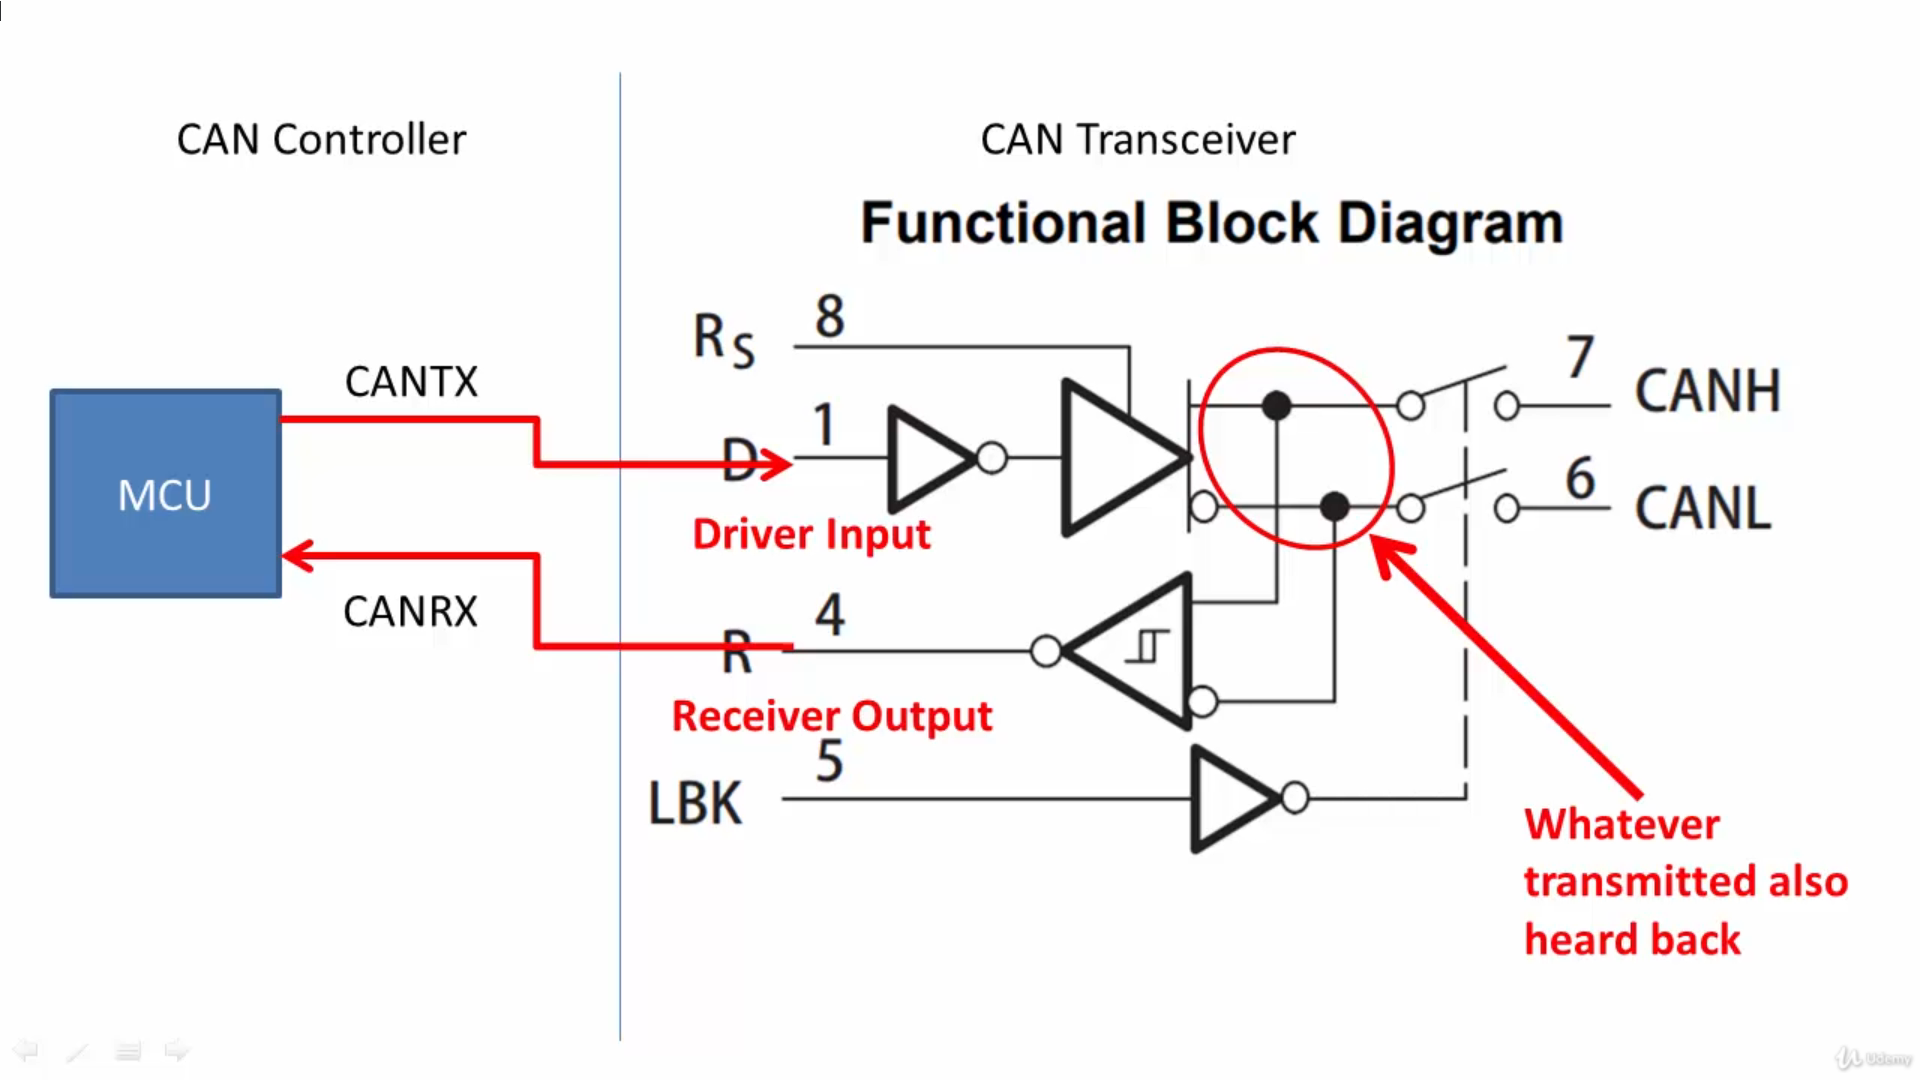 CAN Controller
CAN Transceiver
Functional Block Diagram
RS
8
7
CANH
CANTX
1
D
6
CANL
MCU
Driver Input
CANRX
4
R
Receiver Output
5
LBK
Whatever
transmitted also
heard back
Udemy